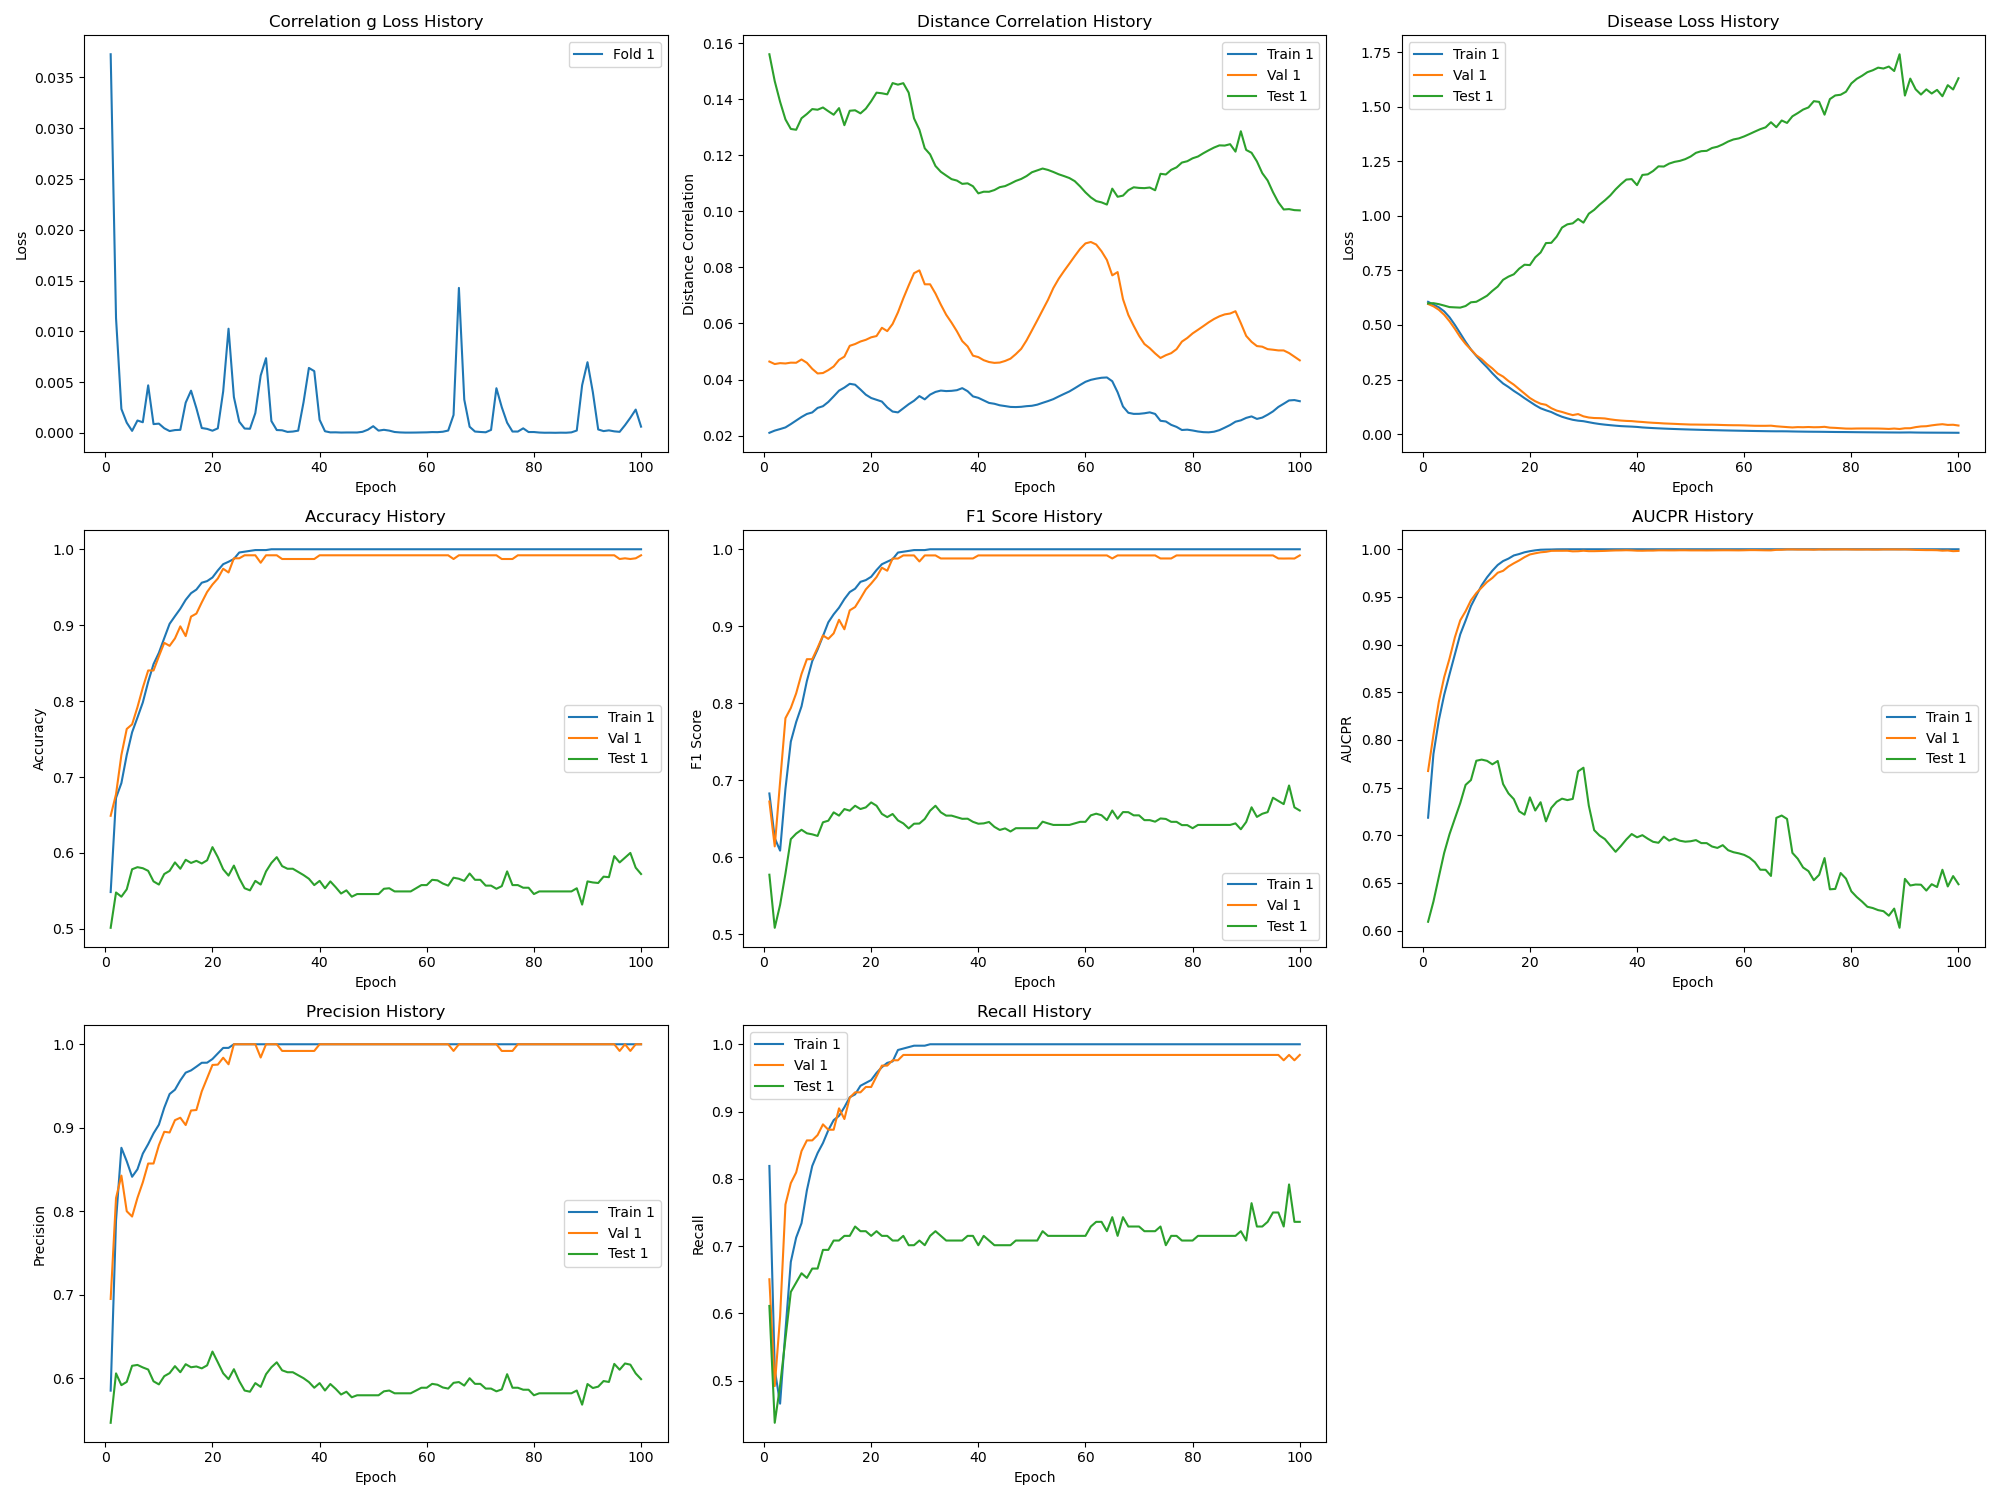 Correlation g Loss History
Fold 1
0.035
0.030
0.025
0.020
0.015
0.010
0.005
0.000
Loss
0 20 40 60 80 100
Epoch
Distance Correlation History
Train 1
Val 1
Test 1
0.16
0.14
0.12
0.10
0.08
0.06
0.04
0.02
Distance Correlation
0 20 40 60 80 100
Epoch
Disease Loss History
Train 1
Val 1
Test 1
1.75
1.50
1.25
1.00
0.75
0.50
0.25
0.00
Loss
0 20 40 60 80 100
Epoch
Accuracy History
1.0
0.9
0.8
0.7
0.6
0.5
Accuracy
Train 1
Val 1
Test 1
0 20 40 60 80 100
Epoch
F1 Score History
1.0
0.9
0.8
0.7
0.6
0.5
F1 Score
Train 1
Val 1
Test 1
0 20 40 60 80 100
Epoch
AUCPR History
1.00
0.95
0.90
0.85
0.80
0.75
0.70
0.65
0.60
AUCPR
Train 1
Val 1
Test 1
0 20 40 60 80 100
Epoch
Precision History
1.0
0.9
0.8
0.7
0.6
Precision
Train 1
Val 1
Test 1
0 20 40 60 80 100
Epoch
Recall History
Train 1
Val 1
Test 1
1.0
0.9
0.8
0.7
0.6
0.5
Recall
0 20 40 60 80 100
Epoch